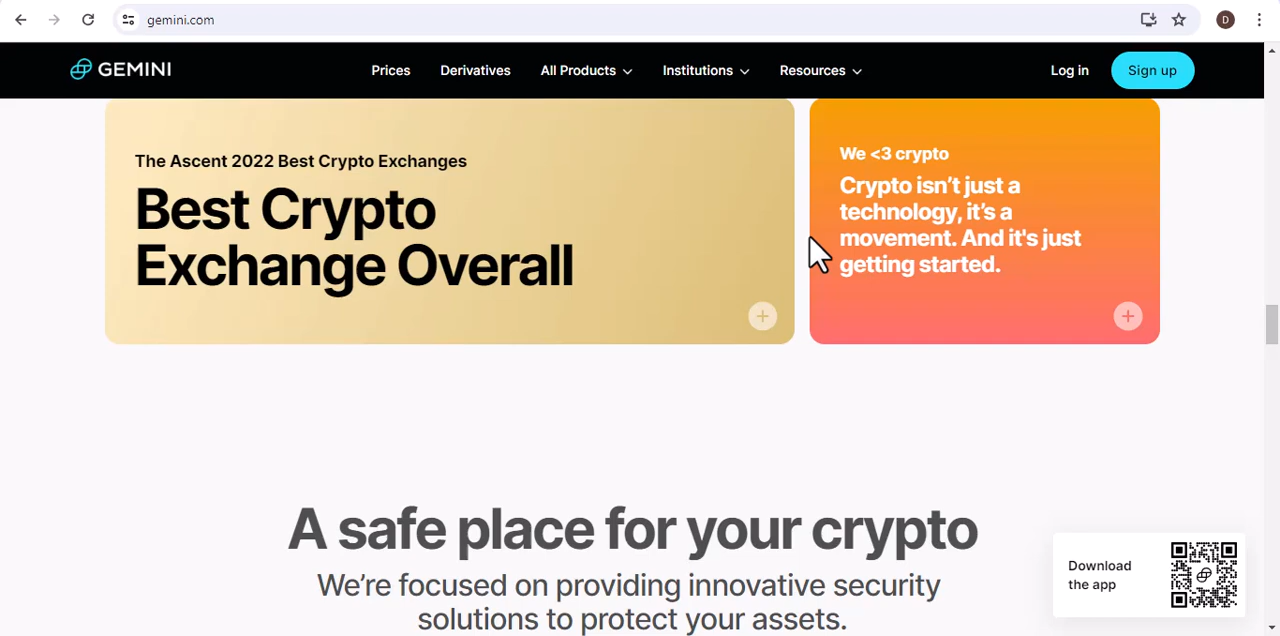 gemini.com
D
GEMINI
Prices
Derivatives
All Products
Institutions
Resources
Log in
Sign up
The Ascent 2022 Best Crypto Exchanges
Best Crypto
Exchange Overall
We <3 crypto
Crypto isn’t just a
technology, it’s a
movement. And it's just
getting started.
A safe place for your crypto
We’re focused on providing innovative security
solutions to protect your assets.
Download
the app